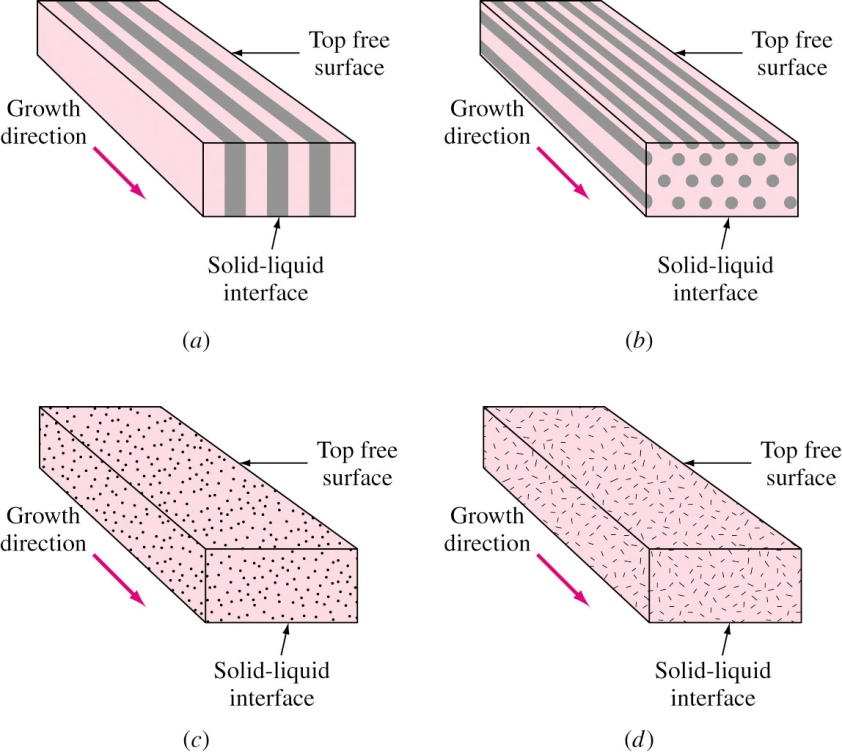 Top free
surface
Growth
direction
Solid-liquid
interface
(a)
Top free
surface
Growth
direction
Solid-liquid
interface
(b)
Top free
surface
Growth
direction
Solid-liquid
interface
(c)
Top free
surface
Growth
direction
Solid-liquid
interface
(d)